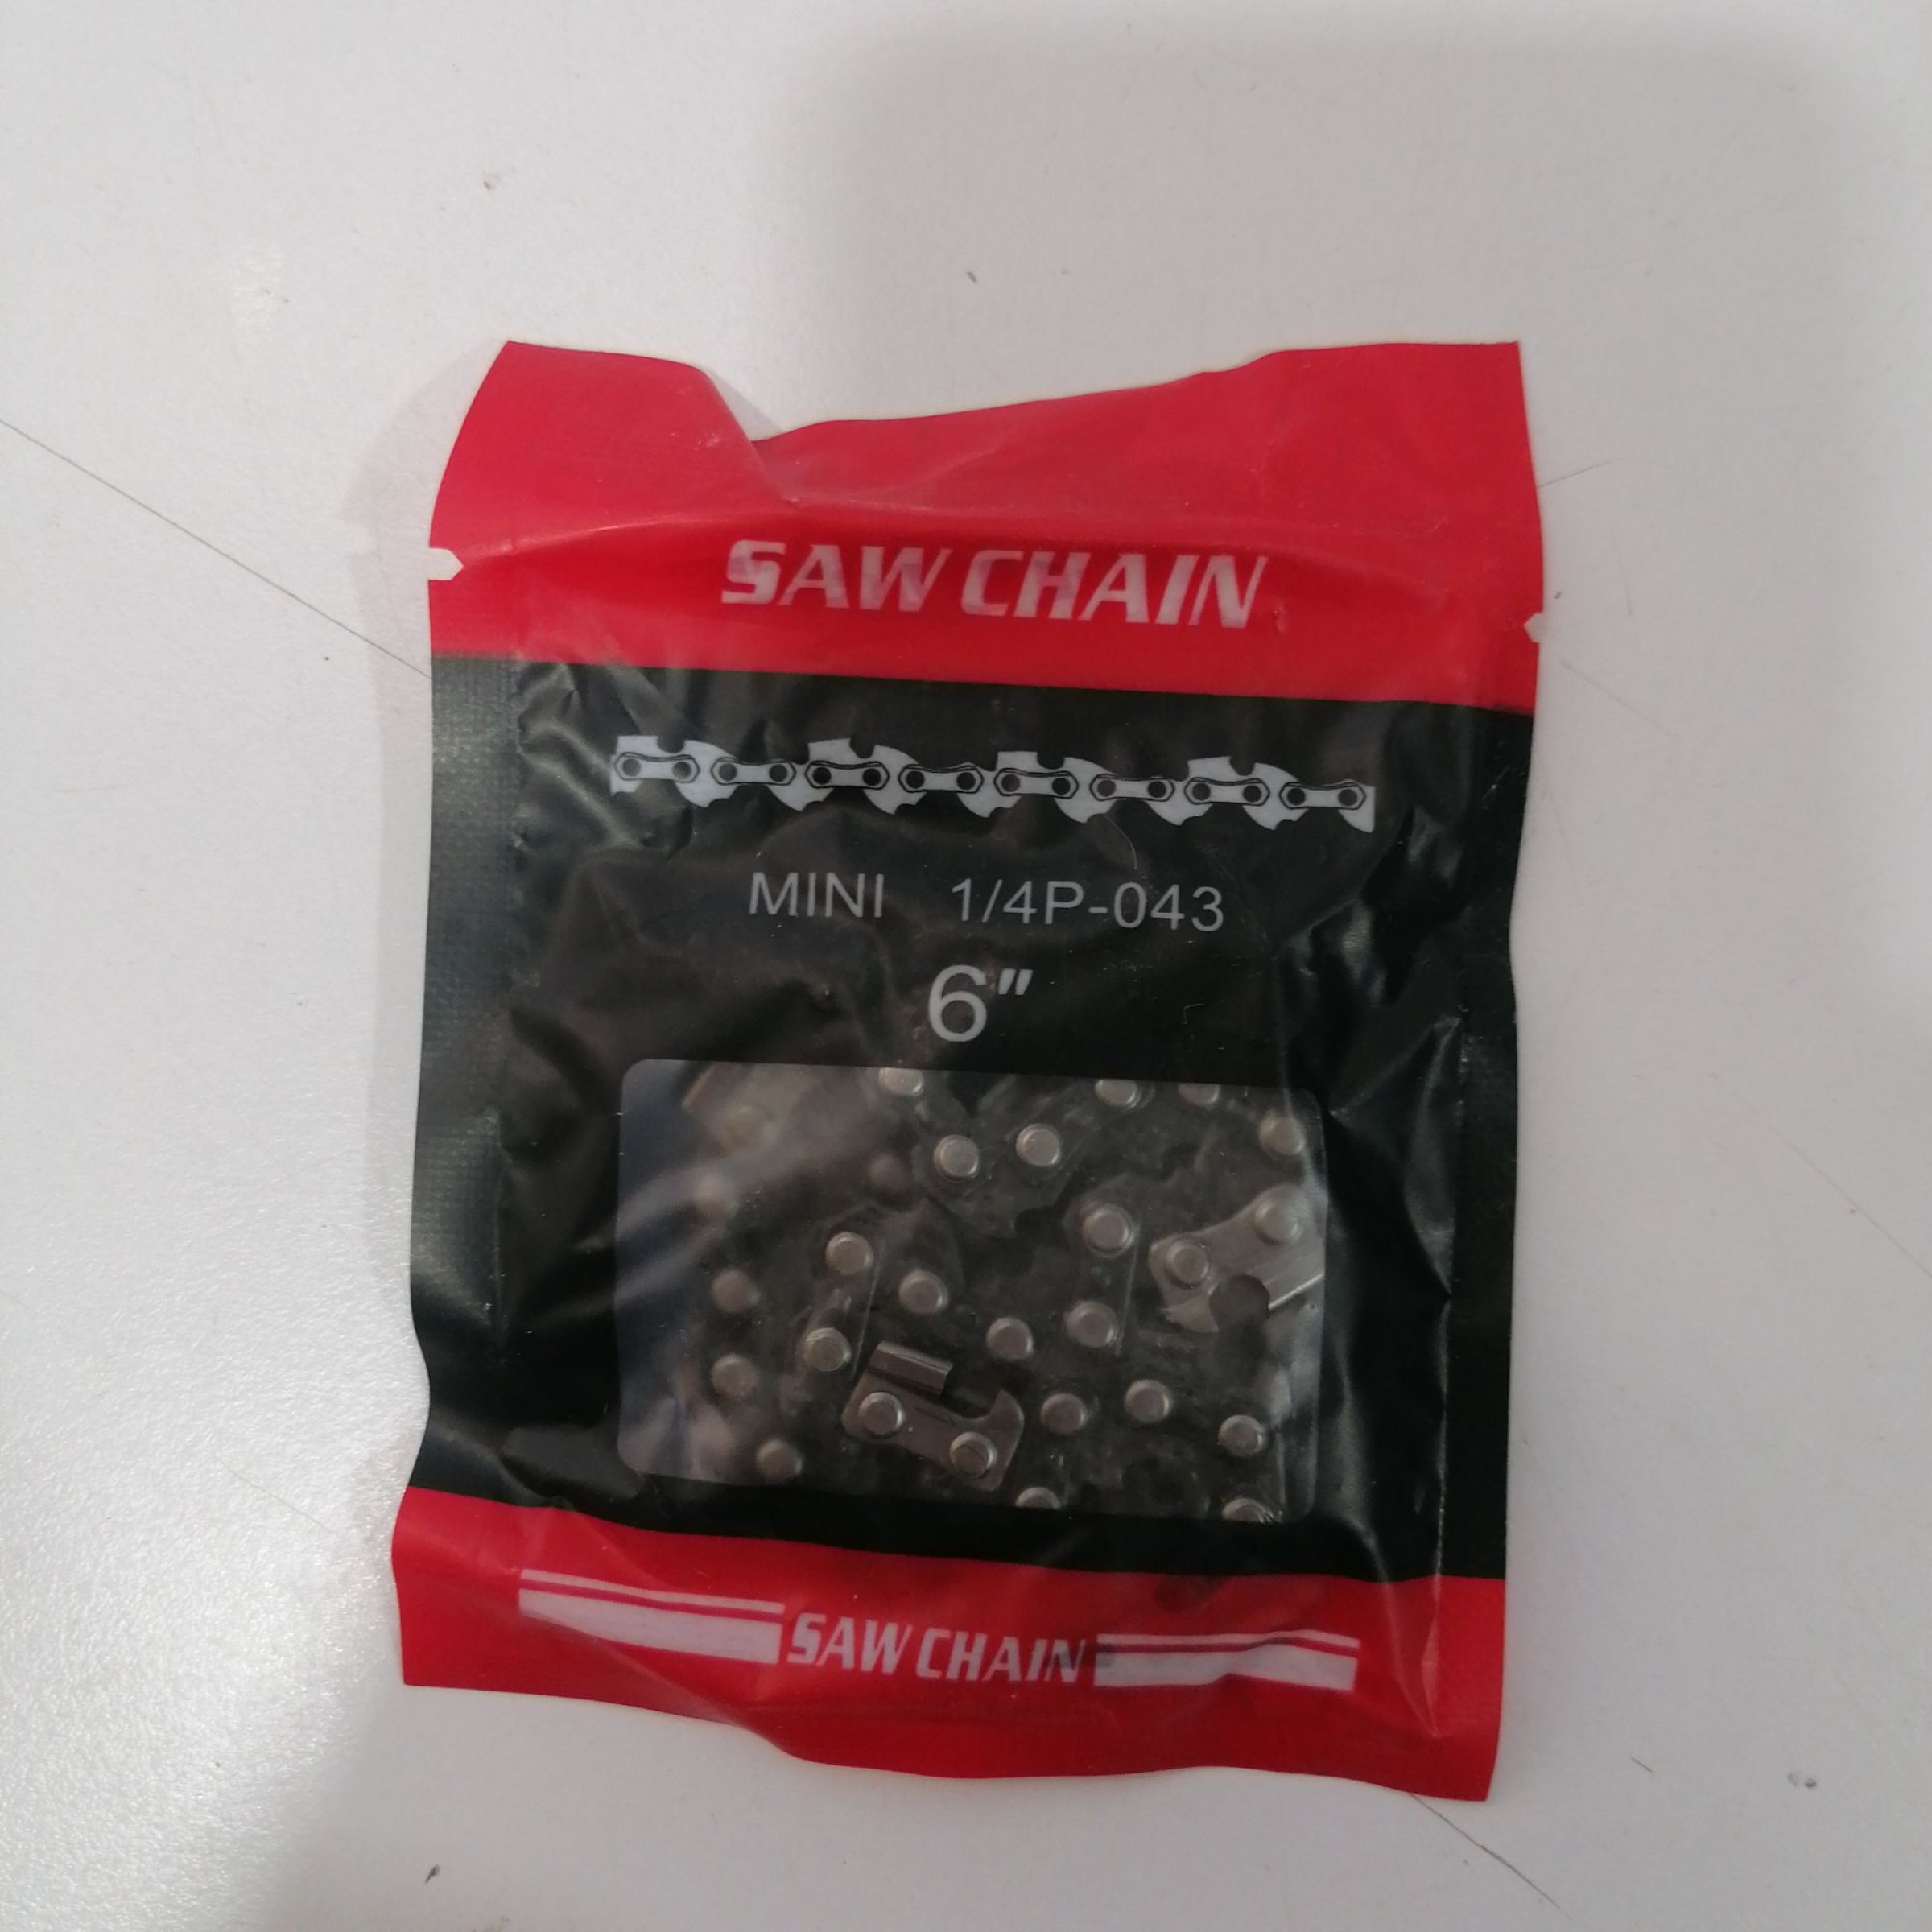 SAW CHAIN
MINI 1/4P-043
6"
SAW CHAIN